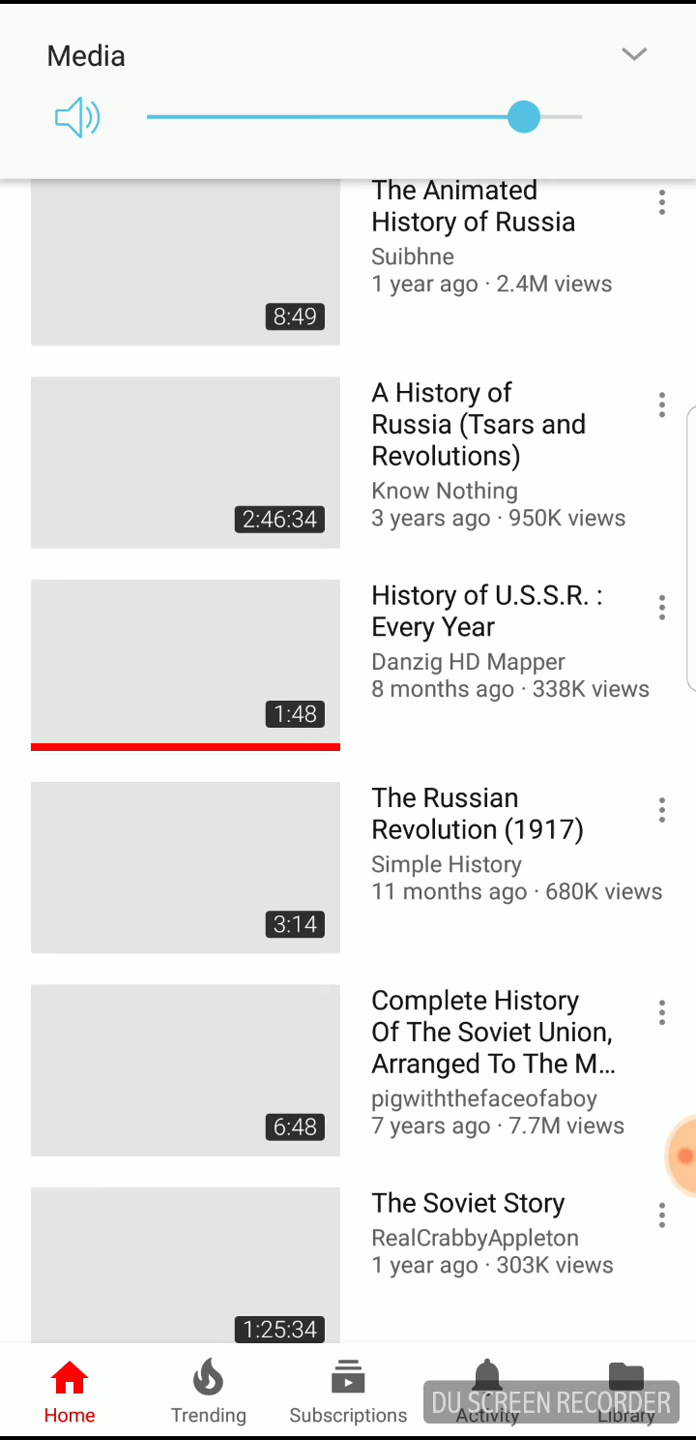 Media
The Animated
History of Russia
Suibhne
1 year ago · 2.4M views
8:49
A History of
Russia (Tsars and
Revolutions)
Know Nothing
3 years ago · 950K views
2:46:34
History of U.S.S.R. :
Every Year
Danzig HD Mapper
8 months ago · 338K views
1:48
The Russian
Revolution (1917)
Simple History
11 months ago · 680K views
3:14
Complete History
Of The Soviet Union,
Arranged To The M...
pigwiththefaceofaboy
7 years ago · 7.7M views
6:48
The Soviet Story
RealCrabbyAppleton
1 year ago · 303K views
1:25:34
Home Trending Subscriptions Activity Library
DU SCREEN RECORDER